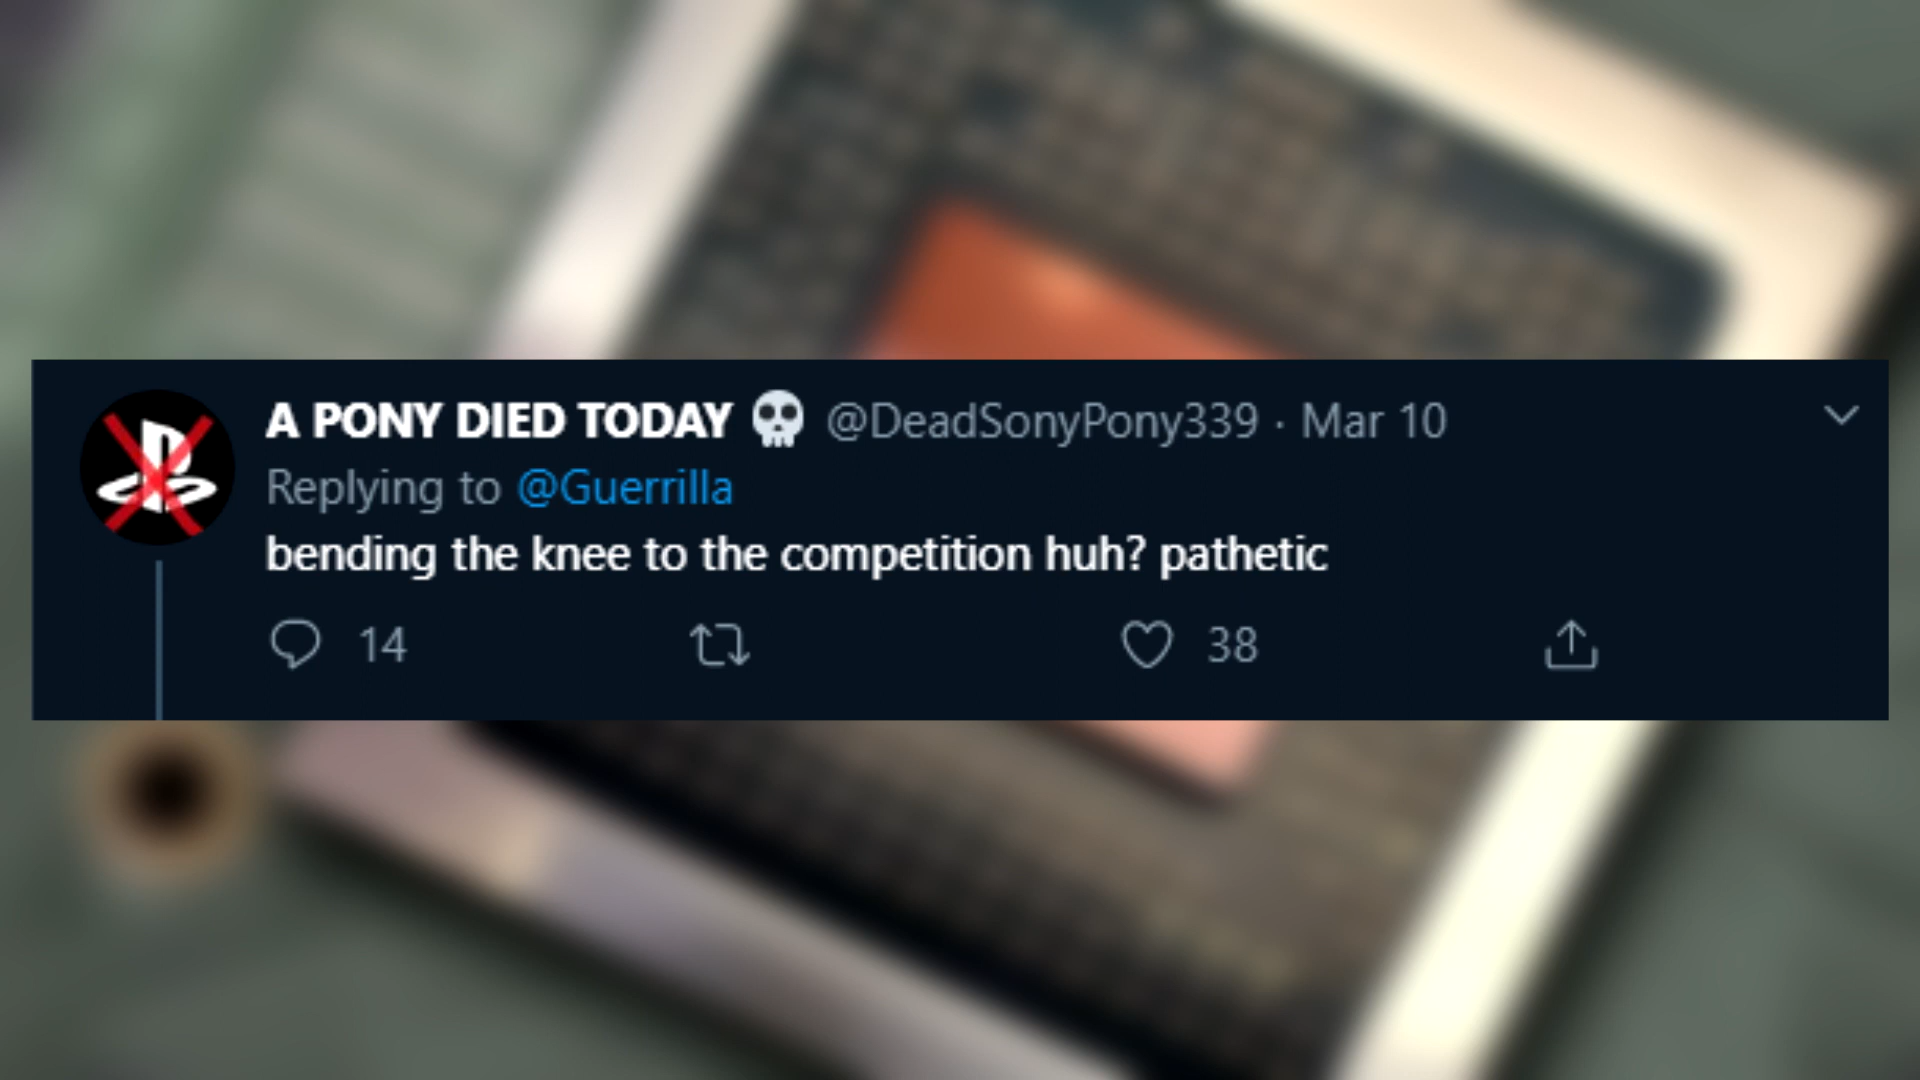 A PONY DIED TODAY 💀 @DeadSonyPony339 · Mar 10
Replying to @Guerrilla
bending the knee to the competition huh? pathetic
14 38